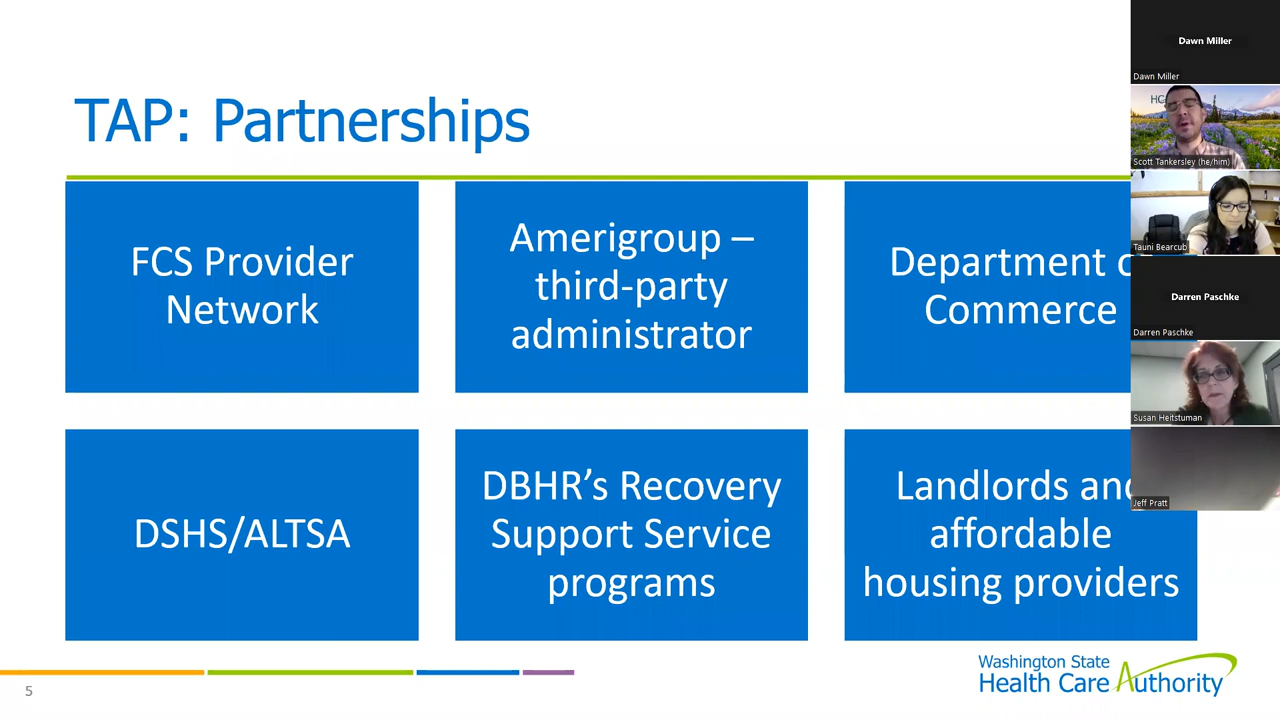 TAP: Partnerships
FCS Provider
Network
Amerigroup –
third-party
administrator
Department o
Commerce
DSHS/ALTSA
DBHR’s Recovery
Support Service
programs
Landlords and
affordable
housing providers
5
Washington State
Health Care Authority
Dawn Miller
Dawn Miller
HC
Scott Tankersley (he/him)
Tauni Bearcub
Darren Paschke
Darren Paschke
Susan Heitstuman
Jeff Pratt